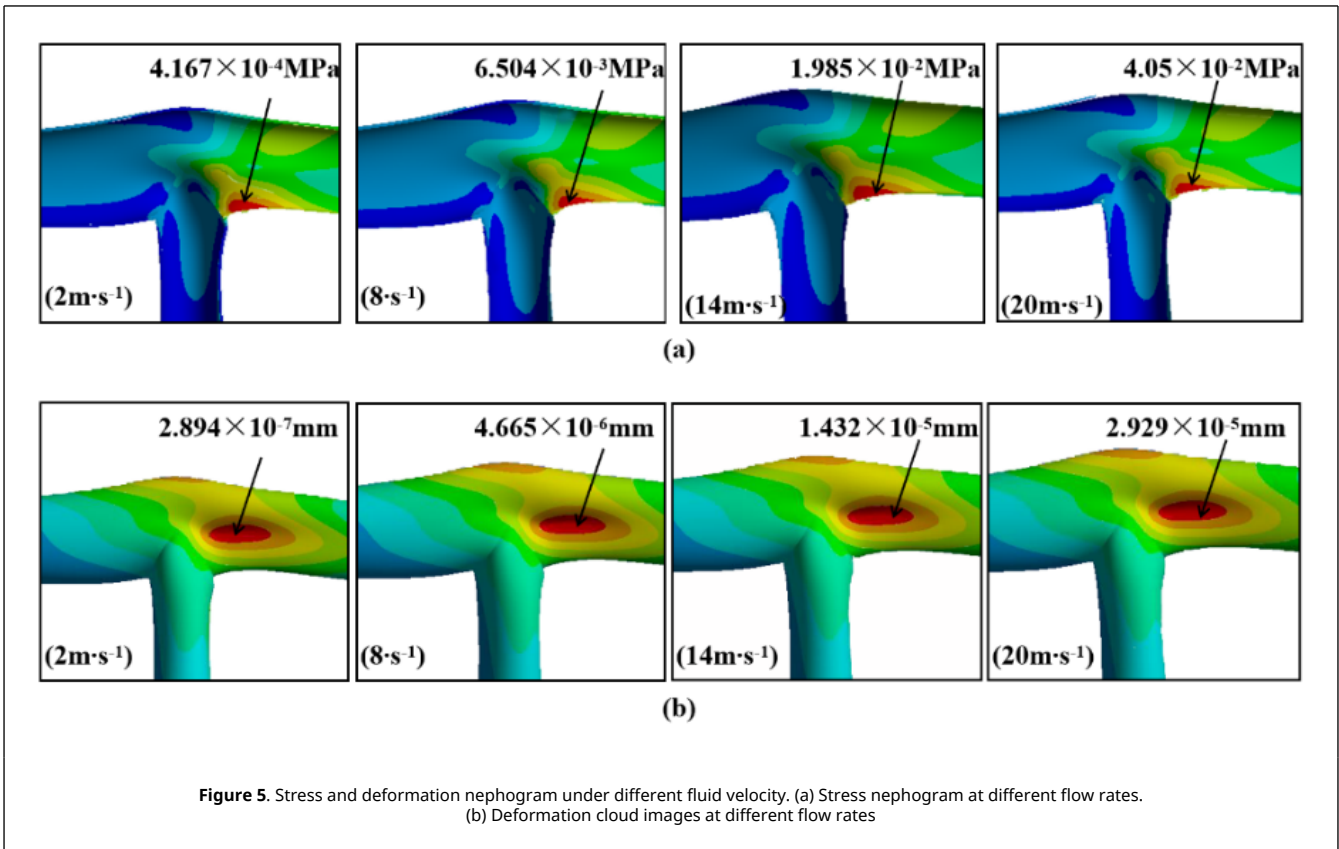 4.167×10⁻⁴MPa
6.504×10⁻³MPa
1.985×10⁻²MPa
4.05×10⁻²MPa
(2m·s⁻¹)
(8·s⁻¹)
(14m·s⁻¹)
(20m·s⁻¹)
(a)
2.894×10⁻⁷mm
4.665×10⁻⁶mm
1.432×10⁻⁵mm
2.929×10⁻⁵mm
(2m·s⁻¹)
(8·s⁻¹)
(14m·s⁻¹)
(20m·s⁻¹)
(b)
Figure 5. Stress and deformation nephogram under different fluid velocity. (a) Stress nephogram at different flow rates.
(b) Deformation cloud images at different flow rates